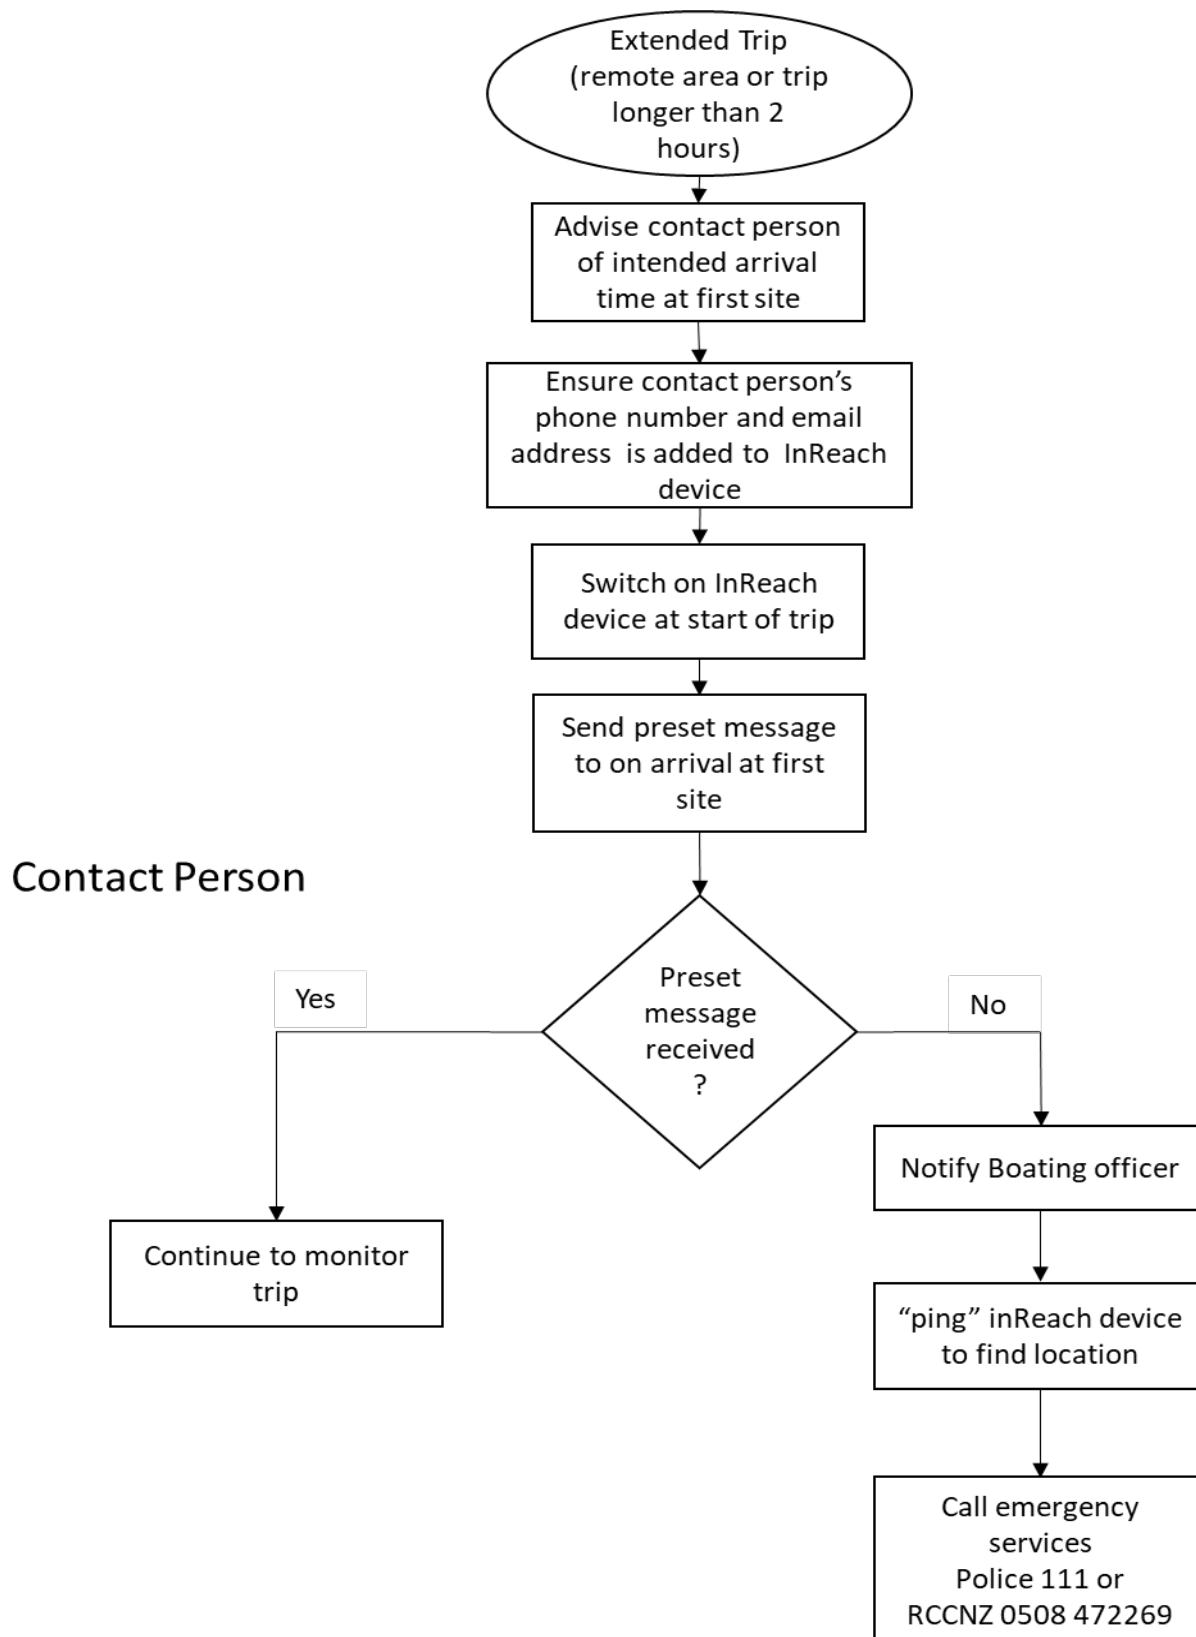 Extended Trip
(remote area or trip
longer than 2
hours)
Advise contact person
of intended arrival
time at first site
Ensure contact person’s
phone number and email
address is added to InReach
device
Switch on InReach
device at start of trip
Send preset message
to on arrival at first
site
Contact Person
Preset
message
received
?
Yes
No
Continue to monitor
trip
Notify Boating officer
“ping” inReach device
to find location
Call emergency
services
Police 111 or
RCCNZ 0508 472269